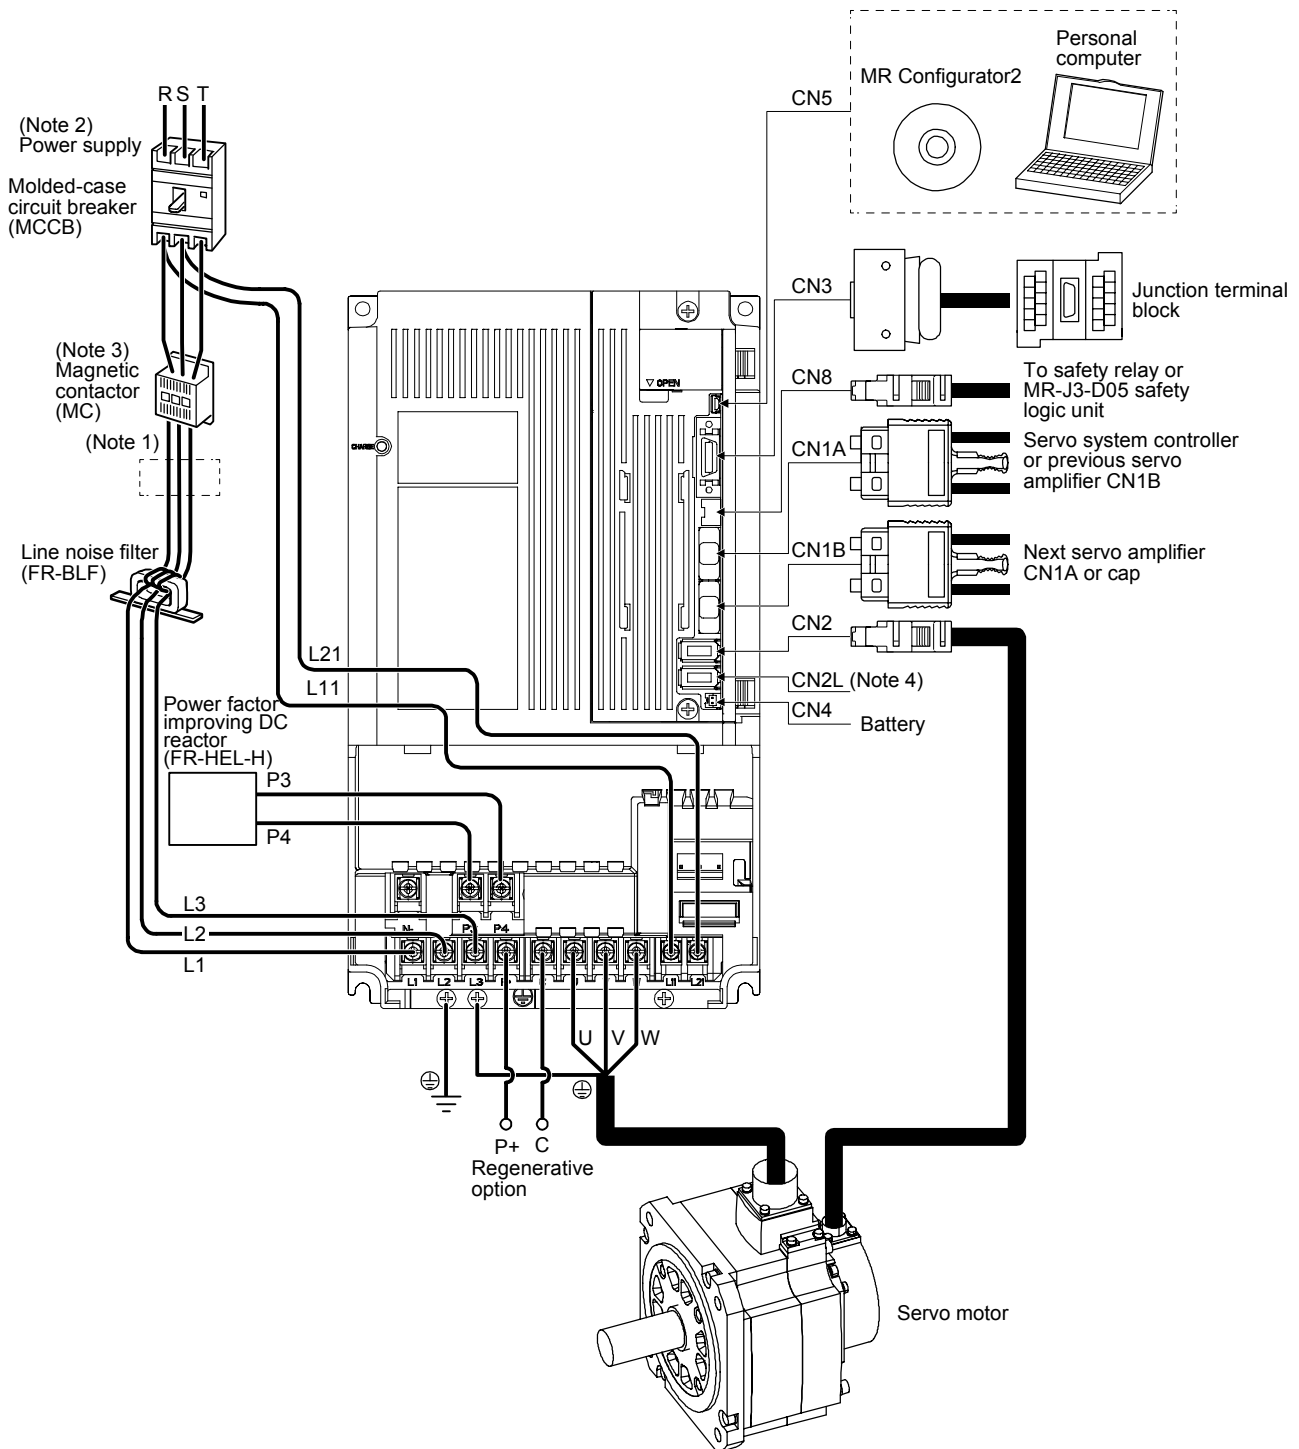 R S T
(Note 2)
Power supply
Molded-case
circuit breaker
(MCCB)
(Note 3)
Magnetic
contactor
(MC)
(Note 1)
Line noise filter
(FR-BLF)
L21
L11
Power factor
improving DC
reactor
(FR-HEL-H)
P3
P4
L3
L2
L1
CHARGE
OPEN
N-
P3 P4
L1 L2 L3 P+ L11 L21
U V W
P+ C
Regenerative
option
CN5
MR Configurator2
Personal
computer
CN3
Junction terminal
block
CN8
To safety relay or
MR-J3-D05 safety
logic unit
CN1A
Servo system controller
or previous servo
amplifier CN1B
CN1B
Next servo amplifier
CN1A or cap
CN2
CN2L (Note 4)
CN4
Battery
Servo motor